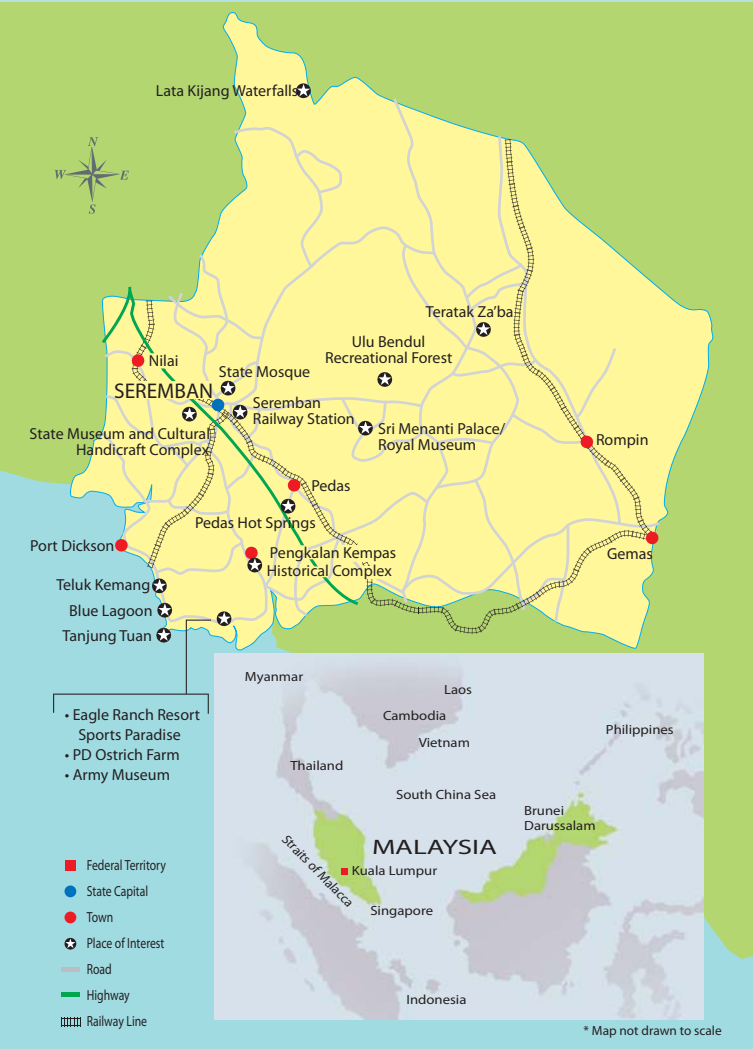 Lata Kijang Waterfalls
N
W
E
S
Teratak Za'ba
Ulu Bendul
Recreational Forest
Nilai
State Mosque
SEREMBAN
Seremban
Railway Station
State Museum and Cultural
Handicraft Complex
Sri Menanti Palace/
Royal Museum
Rompin
Pedas
Pedas Hot Springs
Port Dickson
Pengkalan Kempas
Historical Complex
Gemas
Teluk Kemang
Blue Lagoon
Tanjung Tuan
• Eagle Ranch Resort
Sports Paradise
• PD Ostrich Farm
• Army Museum
Myanmar
Laos
Cambodia
Vietnam
Philippines
Thailand
South China Sea
Brunei
Darussalam
MALAYSIA
Straits of Malacca
Kuala Lumpur
Singapore
Indonesia
Federal Territory
State Capital
Town
Place of Interest
Road
Highway
Railway Line
* Map not drawn to scale